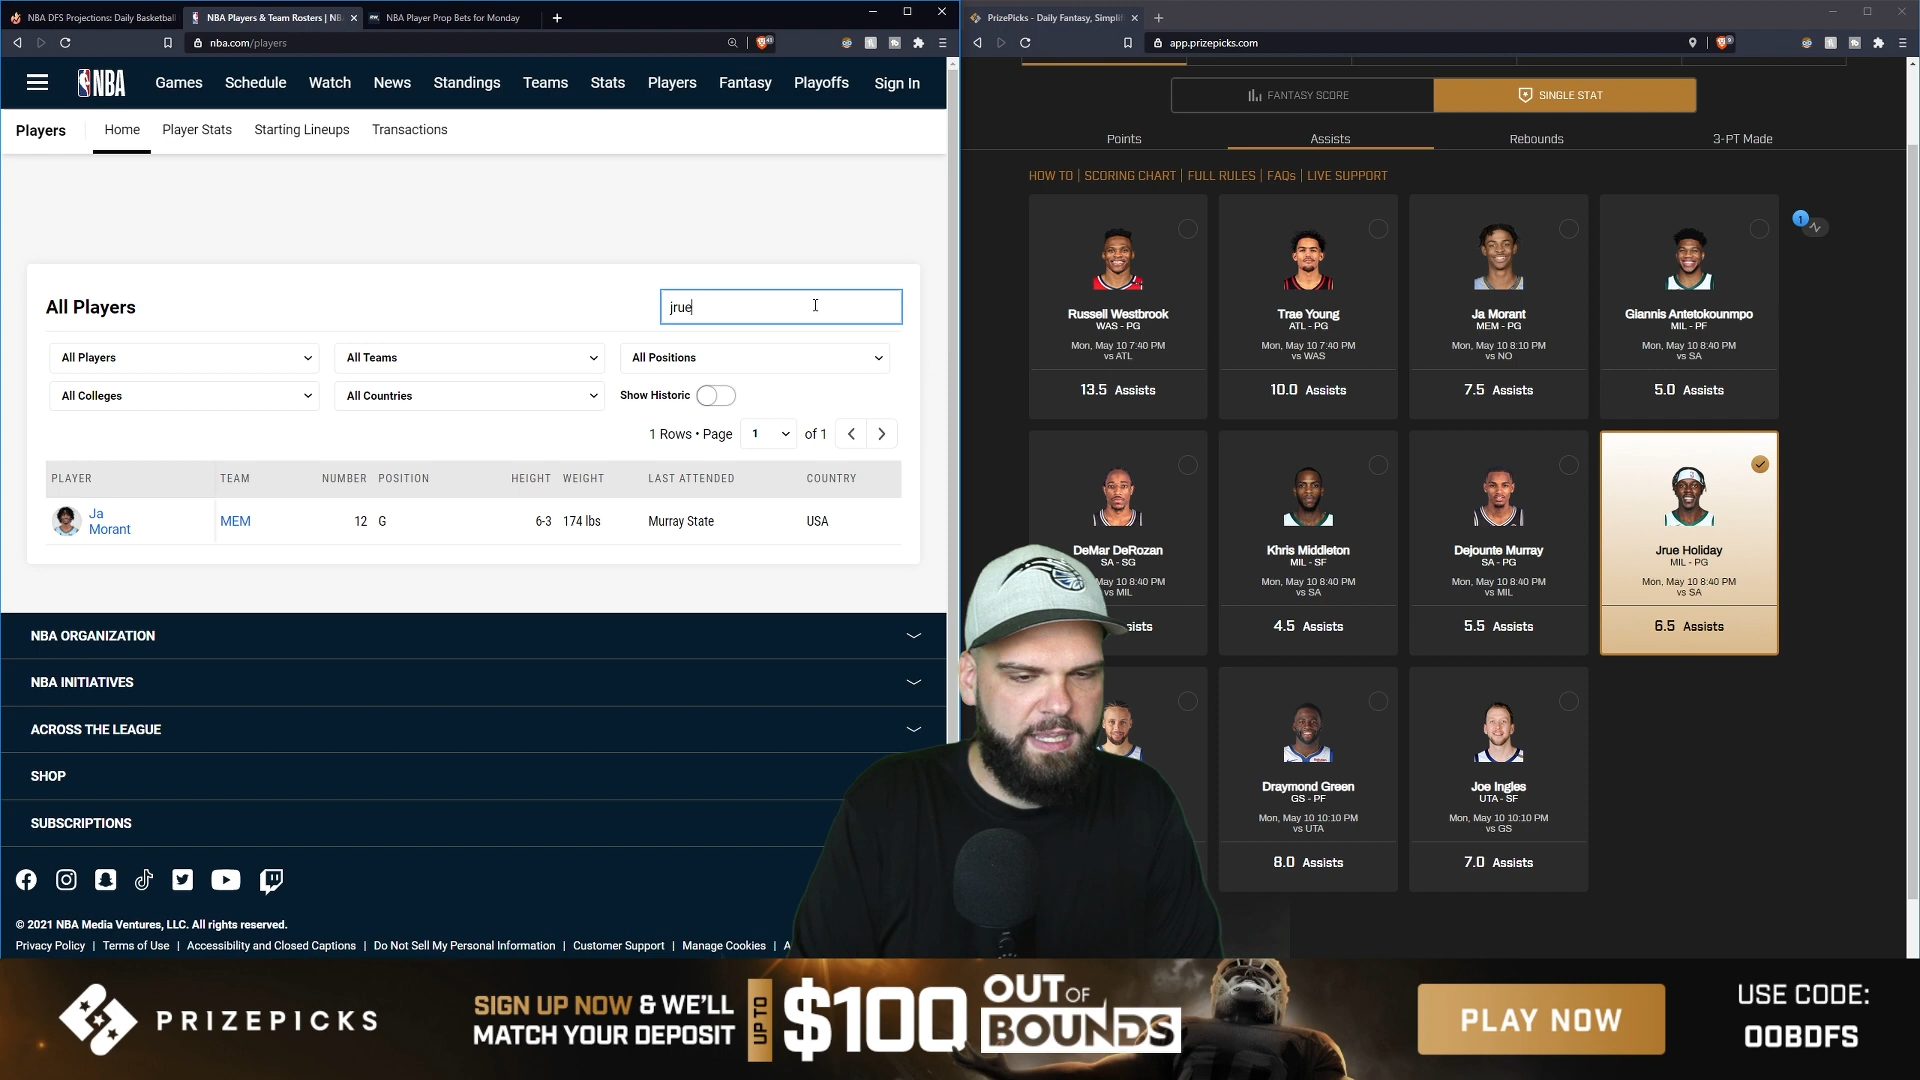 NBA DFS Projections: Daily Basketball
NBA Players & Team Rosters | NBA
NBA Player Prop Bets for Monday
nba.com/players
NBA
Games
Schedule
Watch
News
Standings
Teams
Stats
Players
Fantasy
Playoffs
Sign In
Players
Home
Player Stats
Starting Lineups
Transactions
All Players
jrue
All Players
All Teams
All Positions
All Colleges
All Countries
Show Historic
1 Rows • Page 1 of 1
PLAYER TEAM NUMBER POSITION HEIGHT WEIGHT LAST ATTENDED COUNTRY
Ja
Morant
MEM 12 G 6-3 174 lbs Murray State USA
NBA ORGANIZATION
NBA INITIATIVES
ACROSS THE LEAGUE
SHOP
SUBSCRIPTIONS
© 2021 NBA Media Ventures, LLC. All rights reserved.
Privacy Policy | Terms of Use | Accessibility and Closed Captions | Do Not Sell My Personal Information | Customer Support | Manage Cookies | A
PrizePicks - Daily Fantasy, Simplif
app.prizepicks.com
FANTASY SCORE
SINGLE STAT
Points
Assists
Rebounds
3-PT Made
HOW TO | SCORING CHART | FULL RULES | FAQs | LIVE SUPPORT
1
Russell Westbrook
WAS - PG
Mon, May 10 7:40 PM
vs ATL
13.5 Assists
Trae Young
ATL - PG
Mon, May 10 7:40 PM
vs WAS
10.0 Assists
Ja Morant
MEM - PG
Mon, May 10 8:10 PM
vs NO
7.5 Assists
Giannis Antetokounmpo
MIL - PF
Mon, May 10 8:40 PM
vs SA
5.0 Assists
DeMar DeRozan
SA - SG
May 10 8:40 PM
vs MIL
Khris Middleton
MIL - SF
Mon, May 10 8:40 PM
vs SA
4.5 Assists
Dejounte Murray
SA - PG
Mon, May 10 8:40 PM
vs MIL
5.5 Assists
Jrue Holiday
MIL - PG
Mon, May 10 8:40 PM
vs SA
6.5 Assists
Draymond Green
GS - PF
Mon, May 10 10:10 PM
vs UTA
8.0 Assists
Joe Ingles
UTA - SF
Mon, May 10 10:10 PM
vs GS
7.0 Assists
PRIZEPICKS
SIGN UP NOW & WE'LL
MATCH YOUR DEPOSIT
UP TO
$100
OUT OF
BOUNDS
PLAY NOW
USE CODE:
OOBDFS